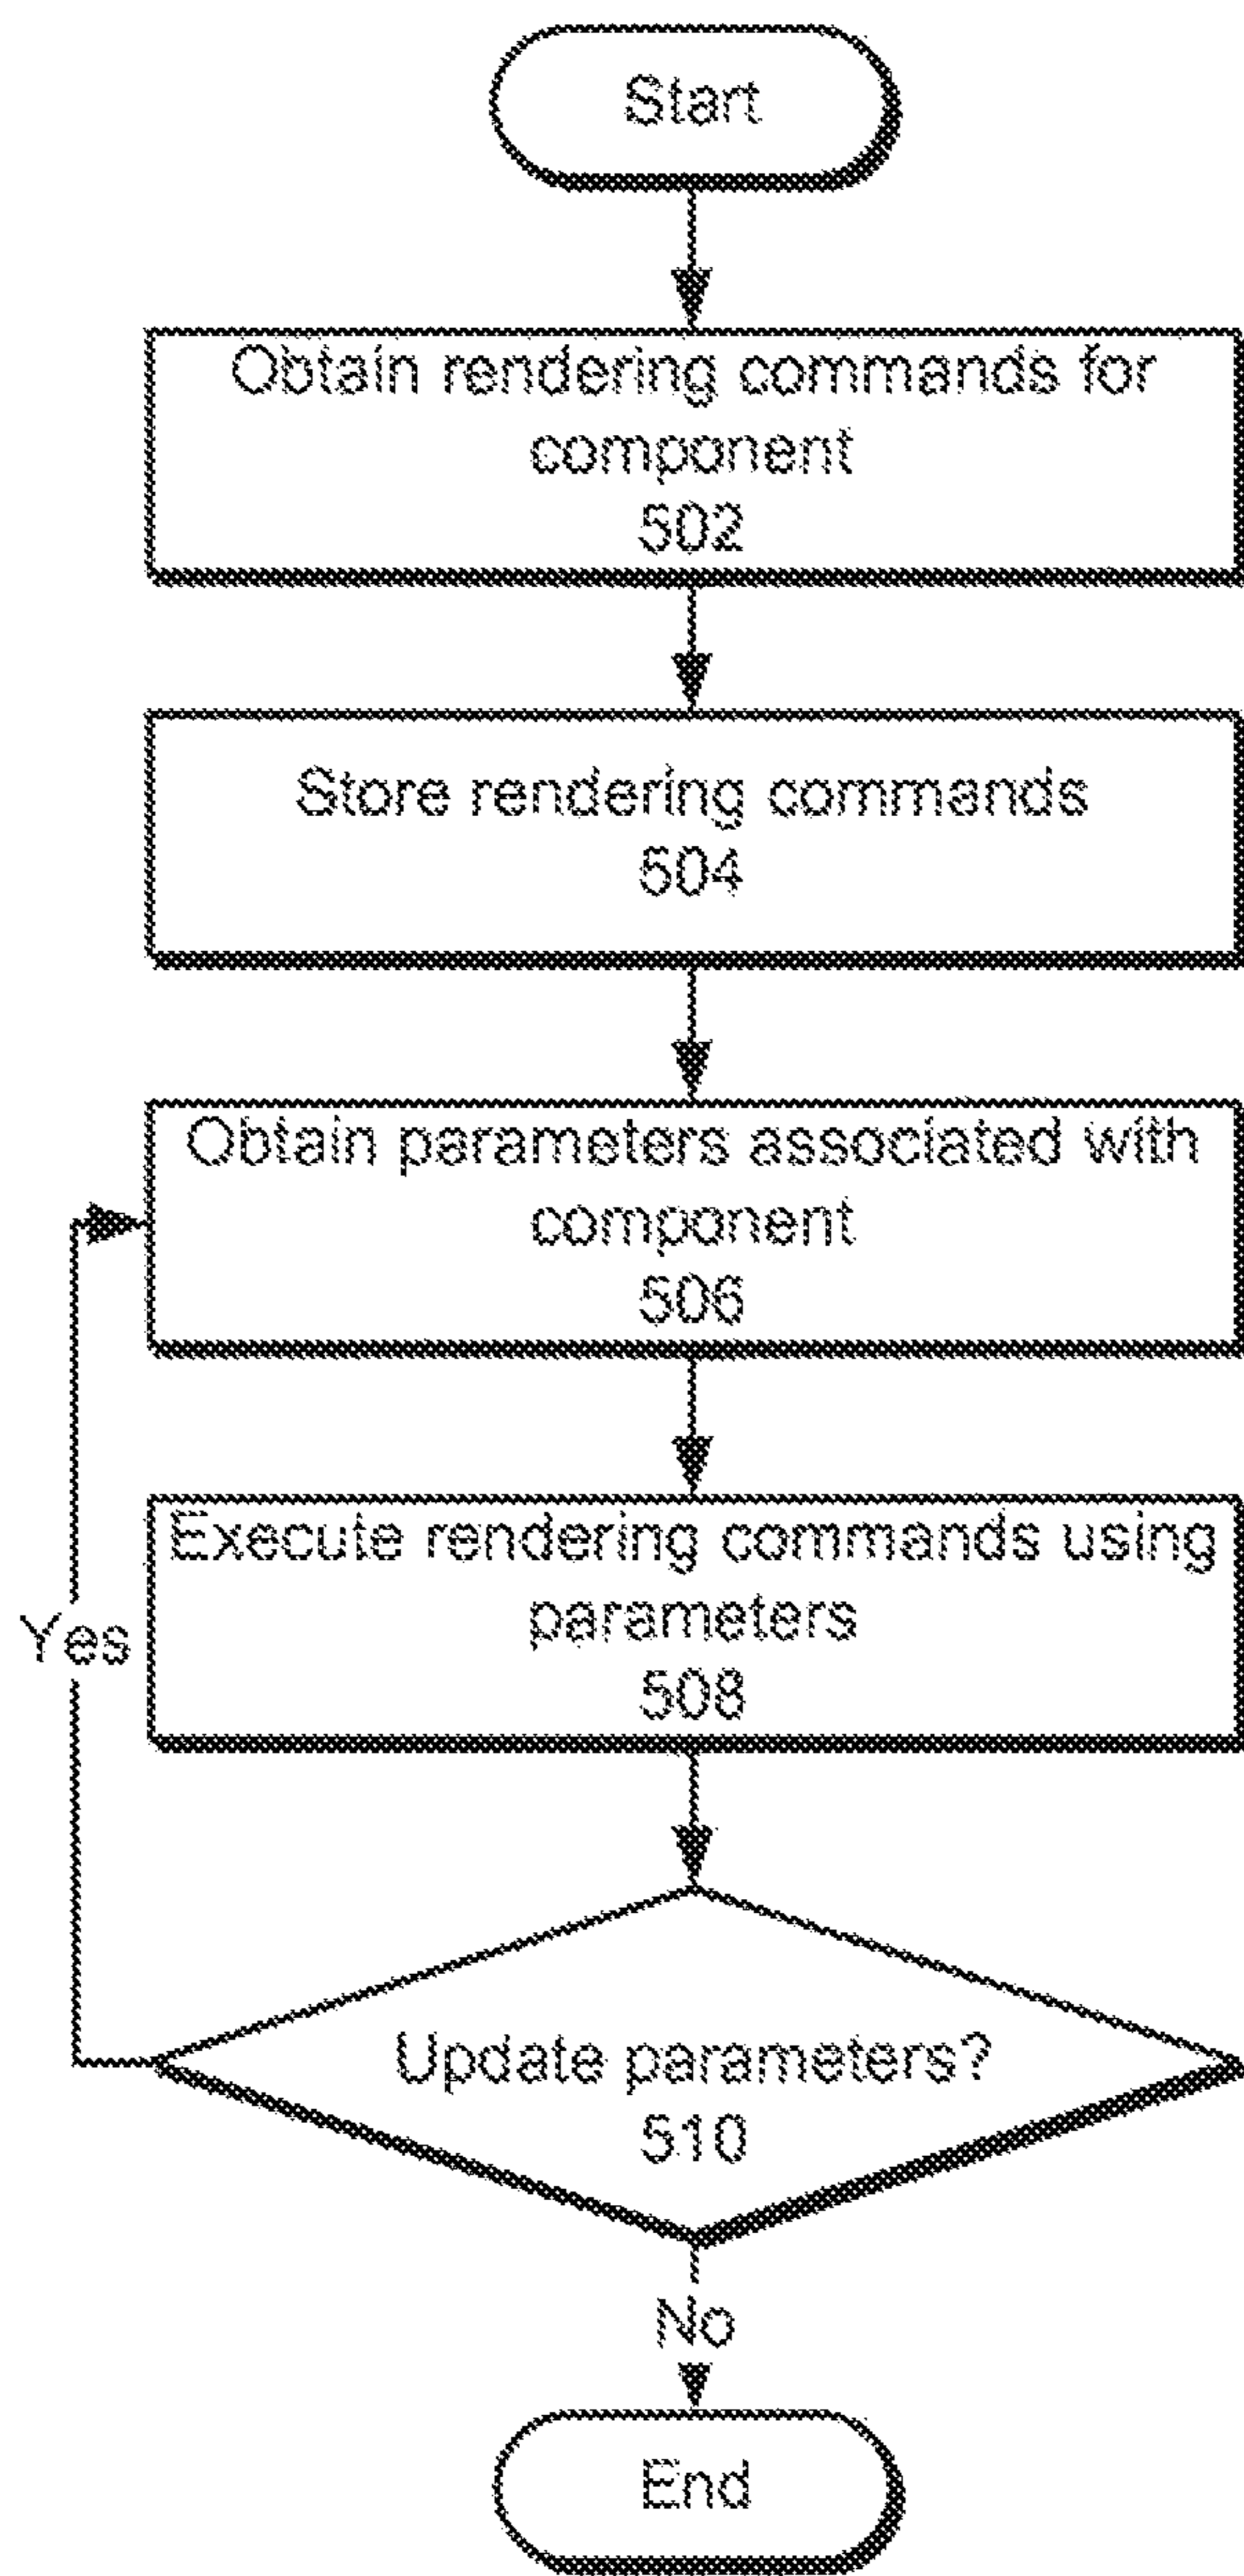 Start
Obtain rendering commands for
component
502
Store rendering commands
504
Obtain parameters associated with
component
506
Execute rendering commands using
parameters
508
Yes
Update parameters?
510
No
End